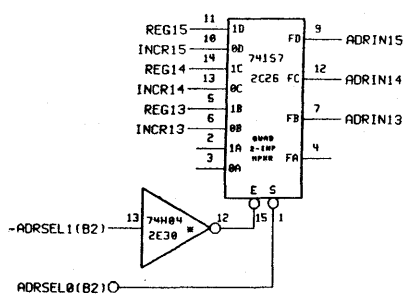 REG15 11 1D 74157 FD 9 ADRIN15
INCR15 10 0D 2C26
REG14 14 1C FC 12 ADRIN14
INCR14 13 0C
REG13 5 1B FB 7 ADRIN13
INCR13 6 0B QUAD
2 1A 2-INP FA 4
3 0A MPXR
E S
~ADRSEL1(B2) 13 74H04 12 15 1
2E30 *
ADRSEL0(B2)